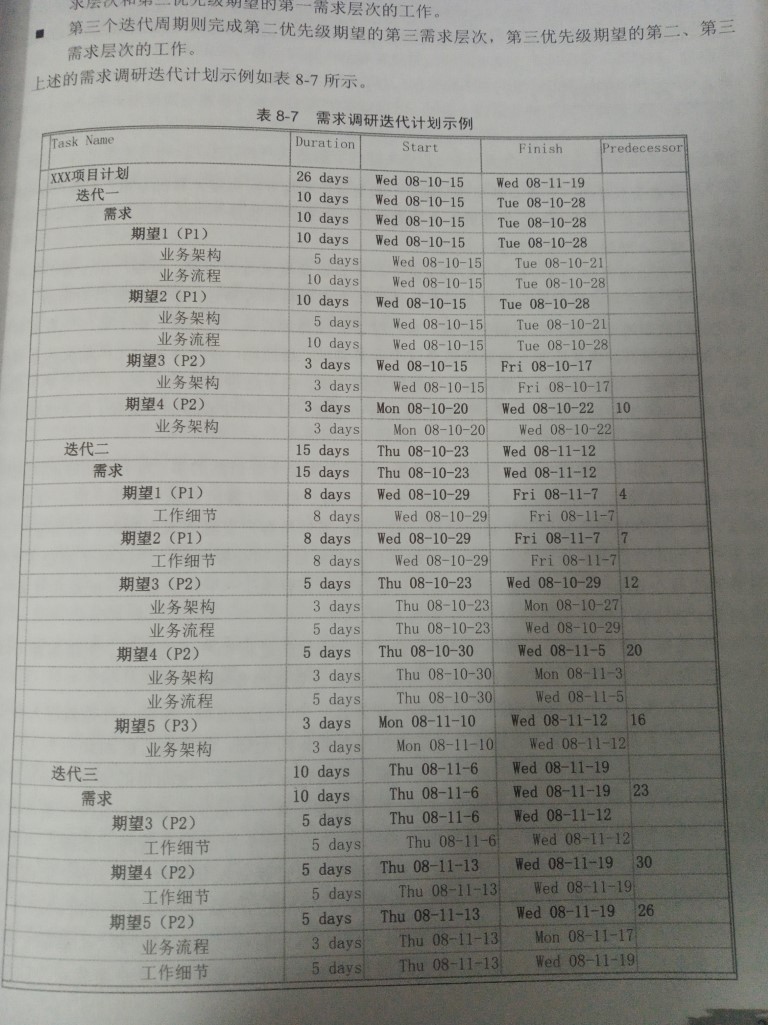 求层次和第二优先级期望的第一需求层次的工作。
■ 第三个迭代周期则完成第二优先级期望的第三需求层次，第三优先级期望的第二、第三
需求层次的工作。
上述的需求调研迭代计划示例如表 8-7 所示。
表 8-7 需求调研迭代计划示例
Task Name Duration Start Finish Predecessor
XXX项目计划 26 days Wed 08-10-15 Wed 08-11-19
迭代一 10 days Wed 08-10-15 Tue 08-10-28
需求 10 days Wed 08-10-15 Tue 08-10-28
期望1（P1） 10 days Wed 08-10-15 Tue 08-10-28
业务架构 5 days Wed 08-10-15 Tue 08-10-21
业务流程 10 days Wed 08-10-15 Tue 08-10-28
期望2（P1） 10 days Wed 08-10-15 Tue 08-10-28
业务架构 5 days Wed 08-10-15 Tue 08-10-21
业务流程 10 days Wed 08-10-15 Tue 08-10-28
期望3（P2） 3 days Wed 08-10-15 Fri 08-10-17
业务架构 3 days Wed 08-10-15 Fri 08-10-17
期望4（P2） 3 days Mon 08-10-20 Wed 08-10-22 10
业务架构 3 days Mon 08-10-20 Wed 08-10-22
迭代二 15 days Thu 08-10-23 Wed 08-11-12
需求 15 days Thu 08-10-23 Wed 08-11-12
期望1（P1） 8 days Wed 08-10-29 Fri 08-11-7 4
工作细节 8 days Wed 08-10-29 Fri 08-11-7
期望2（P1） 8 days Wed 08-10-29 Fri 08-11-7 7
工作细节 8 days Wed 08-10-29 Fri 08-11-7
期望3（P2） 5 days Thu 08-10-23 Wed 08-10-29 12
业务架构 3 days Thu 08-10-23 Mon 08-10-27
业务流程 5 days Thu 08-10-23 Wed 08-10-29
期望4（P2） 5 days Thu 08-10-30 Wed 08-11-5 20
业务架构 3 days Thu 08-10-30 Mon 08-11-3
业务流程 5 days Thu 08-10-30 Wed 08-11-5
期望5（P3） 3 days Mon 08-11-10 Wed 08-11-12 16
业务架构 3 days Mon 08-11-10 Wed 08-11-12
迭代三 10 days Thu 08-11-6 Wed 08-11-19
需求 10 days Thu 08-11-6 Wed 08-11-19 23
期望3（P2） 5 days Thu 08-11-6 Wed 08-11-12
工作细节 5 days Thu 08-11-6 Wed 08-11-12
期望4（P2） 5 days Thu 08-11-13 Wed 08-11-19 30
工作细节 5 days Thu 08-11-13 Wed 08-11-19
期望5（P2） 5 days Thu 08-11-13 Wed 08-11-19 26
业务流程 3 days Thu 08-11-13 Mon 08-11-17
工作细节 5 days Thu 08-11-13 Wed 08-11-19